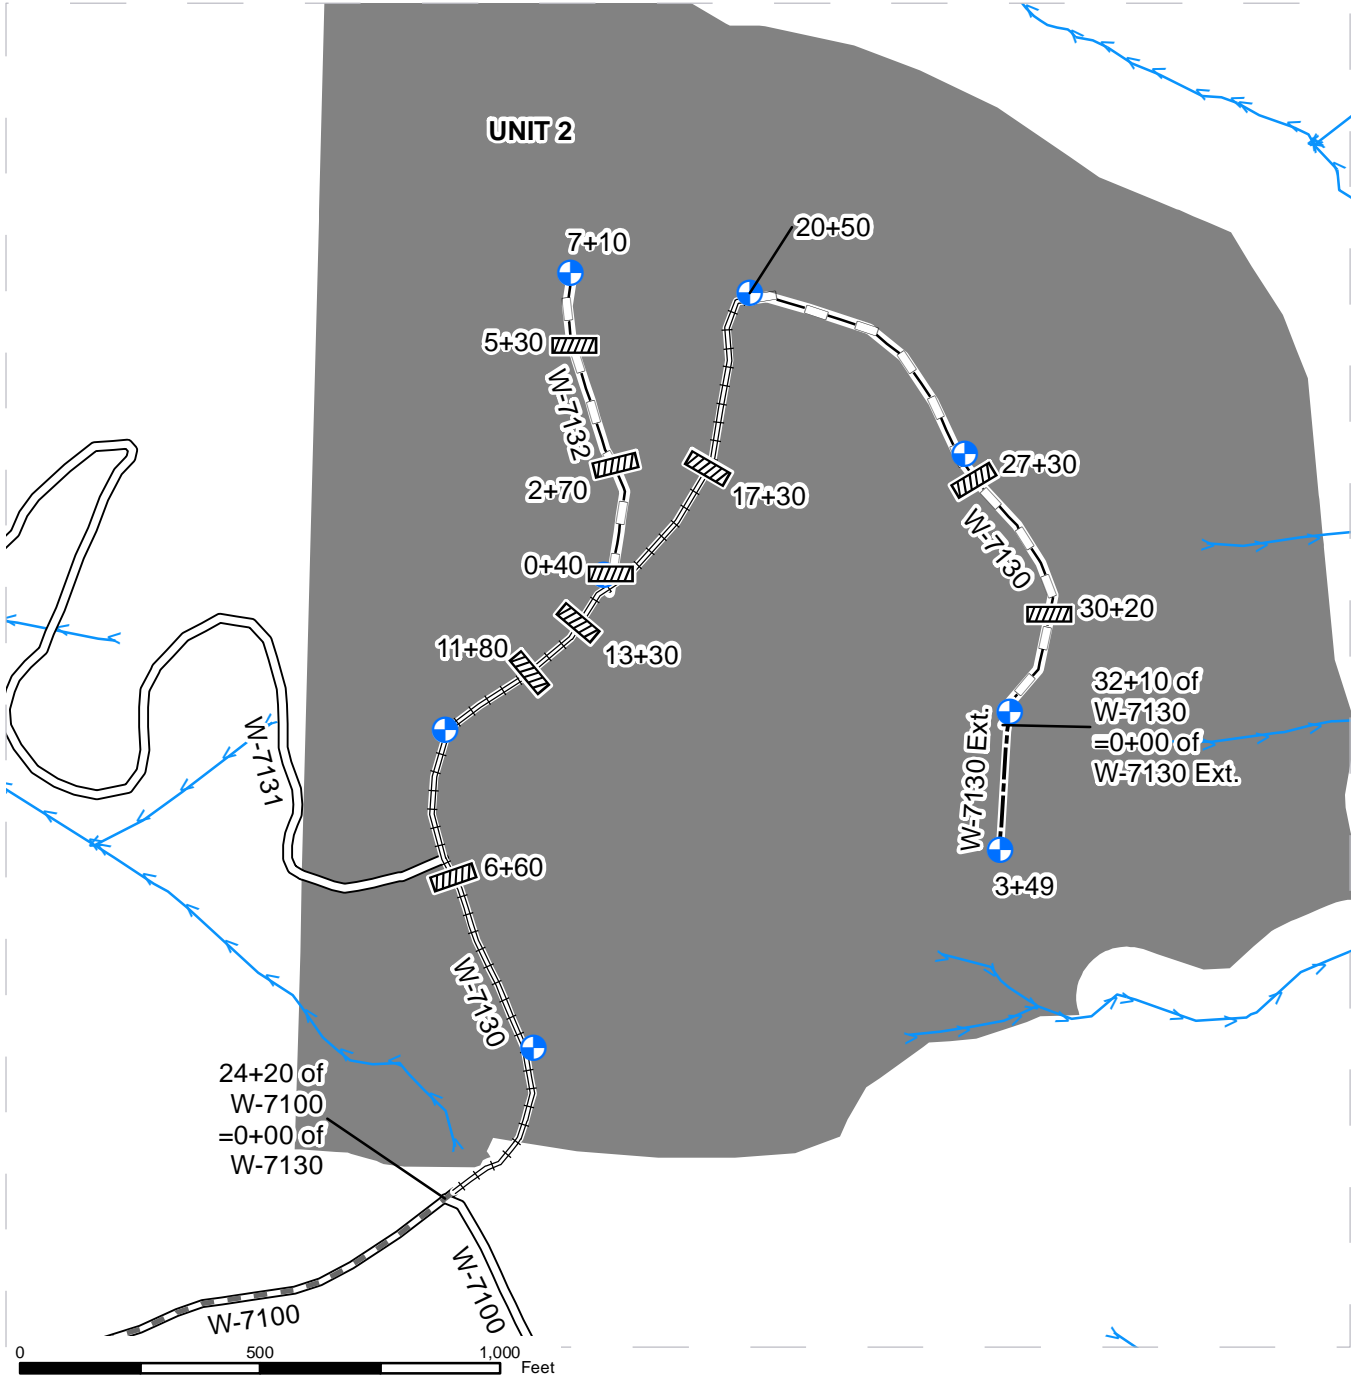 UNIT 2
7+10
20+50
5+30
W-7132
2+70
17+30
27+30
W-7130
0+40
30+20
11+80
13+30
32+10 of
W-7130
=0+00 of
W-7130 Ext.
W-7130 Ext.
W-7131
6+60
3+49
W-7130
24+20 of
W-7100
=0+00 of
W-7130
W-7100
W-7100
0 500 1,000
Feet